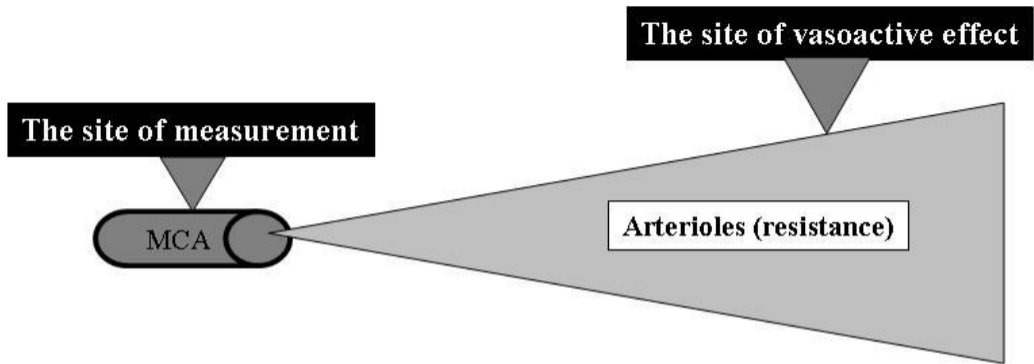 The site of vasoactive effect
The site of measurement
MCA
Arterioles (resistance)